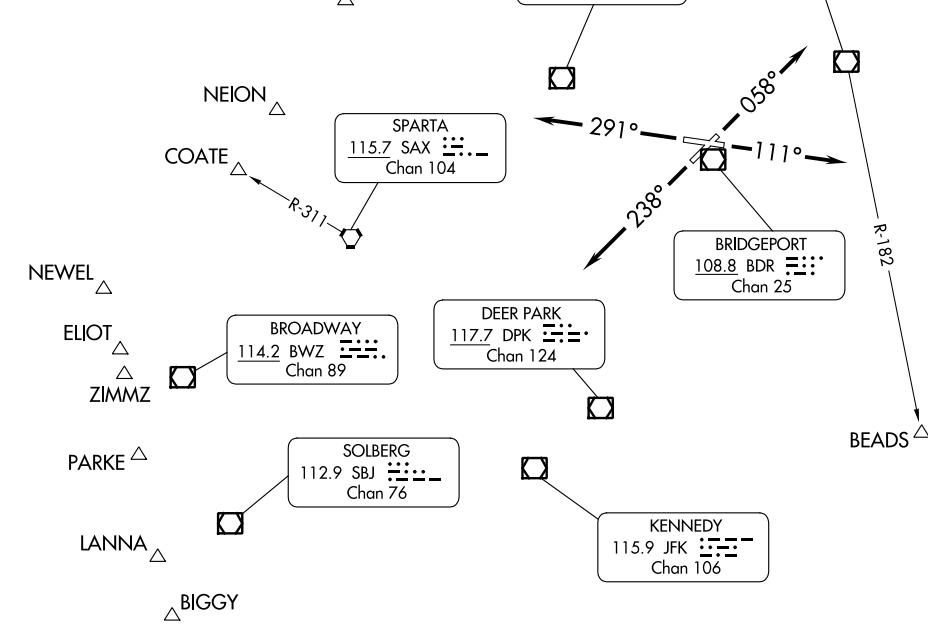 058°
NEION
291°
SPARTA
115.7 SAX
Chan 104
COATE
111°
R-311
238°
R-182
BRIDGEPORT
108.8 BDR
Chan 25
NEWEL
DEER PARK
117.7 DPK
Chan 124
ELIOT
BROADWAY
114.2 BWZ
Chan 89
ZIMMZ
BEADS
PARKE
SOLBERG
112.9 SBJ
Chan 76
KENNEDY
115.9 JFK
Chan 106
LANNA
BIGGY